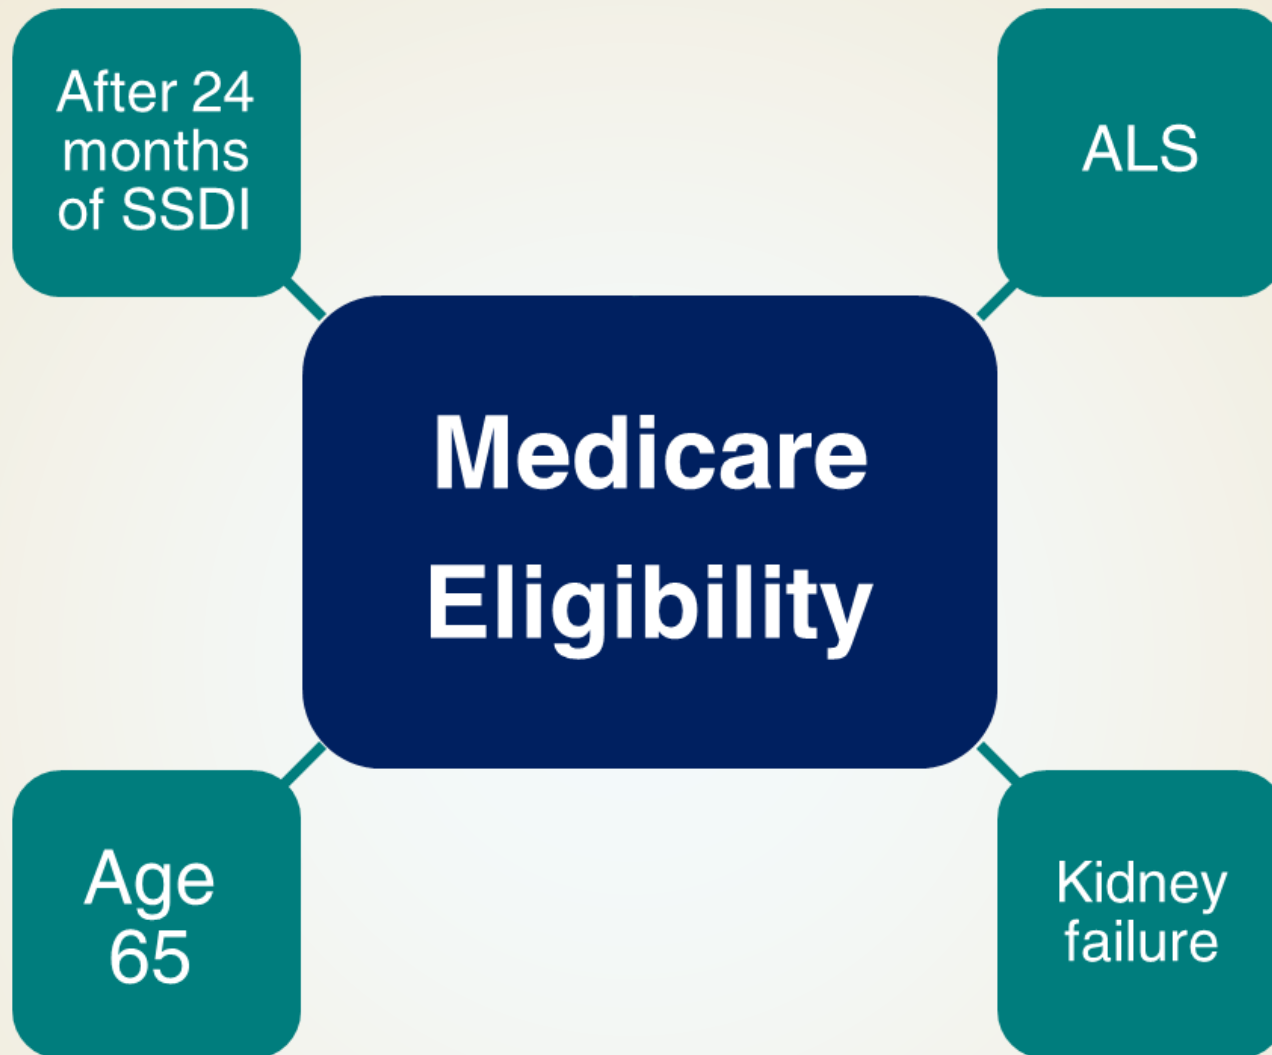 After 24
months
of SSDI
ALS
Medicare
Eligibility
Age
65
Kidney
failure